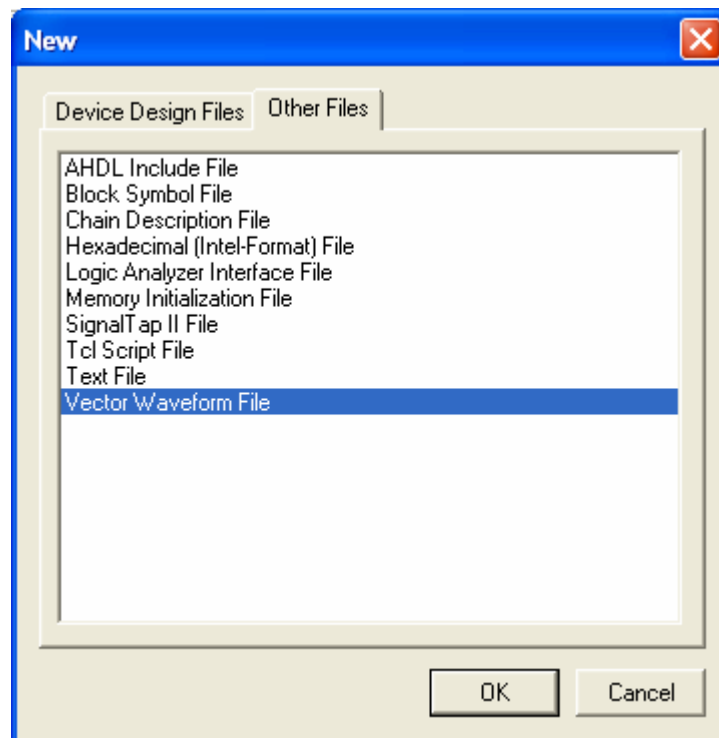 New
Device Design Files
Other Files
AHDL Include File
Block Symbol File
Chain Description File
Hexadecimal (Intel-Format) File
Logic Analyzer Interface File
Memory Initialization File
SignalTap II File
Tcl Script File
Text File
Vector Waveform File
OK
Cancel